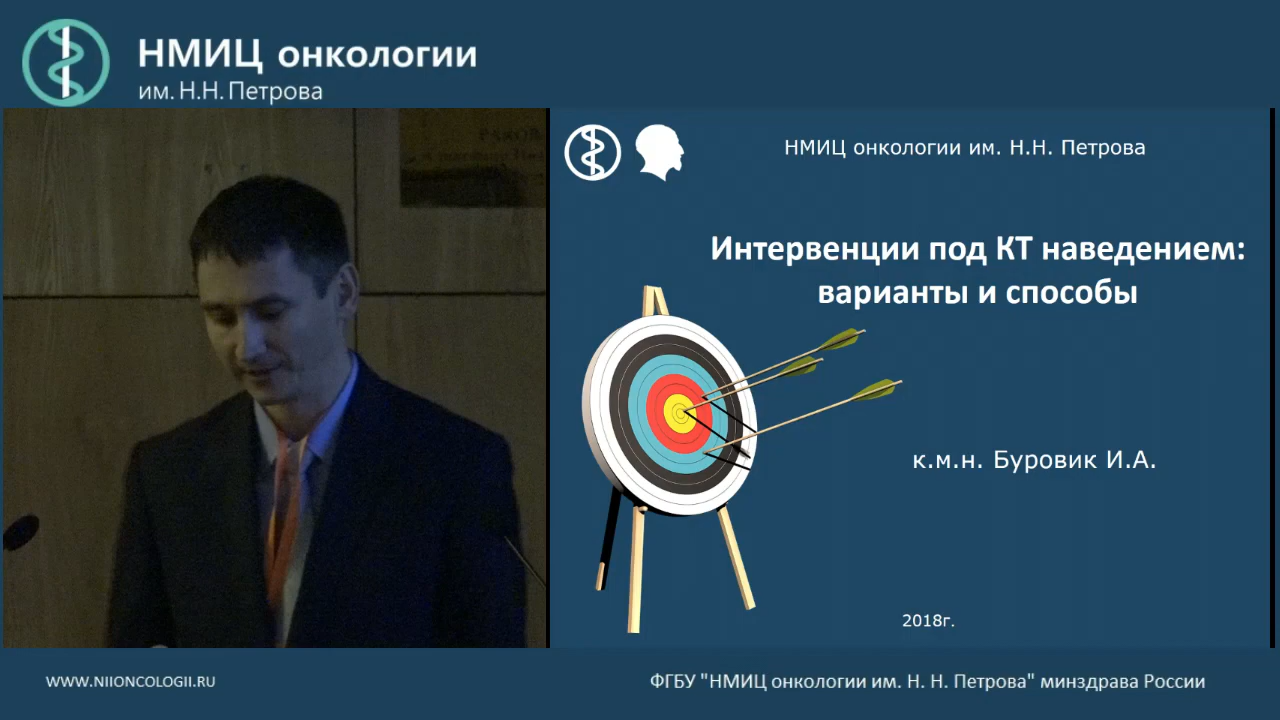 НМИЦ онкологии
им. Н.Н. Петрова
НМИЦ онкологии им. Н.Н. Петрова
Интервенции под КТ наведением:
варианты и способы
к.м.н. Буровик И.А.
2018г.
WWW.NIIONCOLOGII.RU
ФГБУ "НМИЦ онкологии им. Н. Н. Петрова" минздрава России